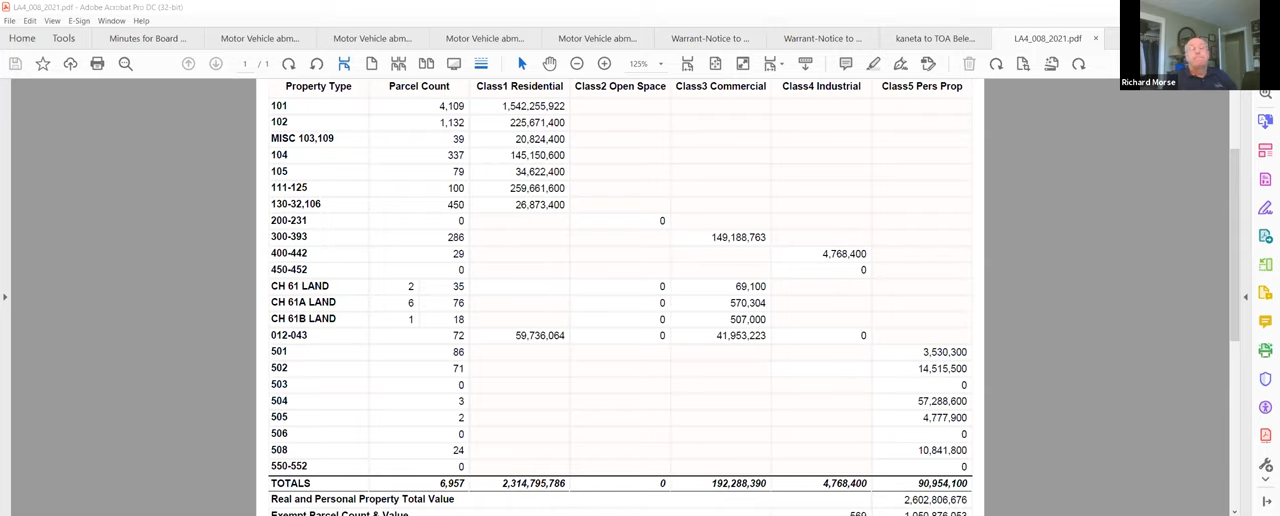 LA4_008_2021.pdf - Adobe Acrobat Pro DC (32-bit)
File Edit View E-Sign Window Help
Home Tools Minutes for Board ... Motor Vehicle abm... Motor Vehicle abm... Motor Vehicle abm... Motor Vehicle abm... Warrant-Notice to ... Warrant-Notice to ... kaneta to TOA Bele... LA4_008_2021.pdf ×
1 / 1 125%
Richard Morse
Property Type Parcel Count Class1 Residential Class2 Open Space Class3 Commercial Class4 Industrial Class5 Pers Prop
101 4,109 1,542,255,922
102 1,132 225,671,400
MISC 103,109 39 20,824,400
104 337 145,150,600
105 79 34,622,400
111-125 100 259,661,600
130-32,106 450 26,873,400
200-231 0 0
300-393 286 149,188,763
400-442 29 4,768,400
450-452 0 0
CH 61 LAND 2 35 0 69,100
CH 61A LAND 6 76 0 570,304
CH 61B LAND 1 18 0 507,000
012-043 72 59,736,064 0 41,953,223 0
501 86 3,530,300
502 71 14,515,500
503 0 0
504 3 57,288,600
505 2 4,777,900
506 0 0
508 24 10,841,800
550-552 0 0
TOTALS 6,957 2,314,795,786 0 192,288,390 4,768,400 90,954,100
Real and Personal Property Total Value 2,602,806,676
Exempt Parcel Count & Value 569 1,050,876,053